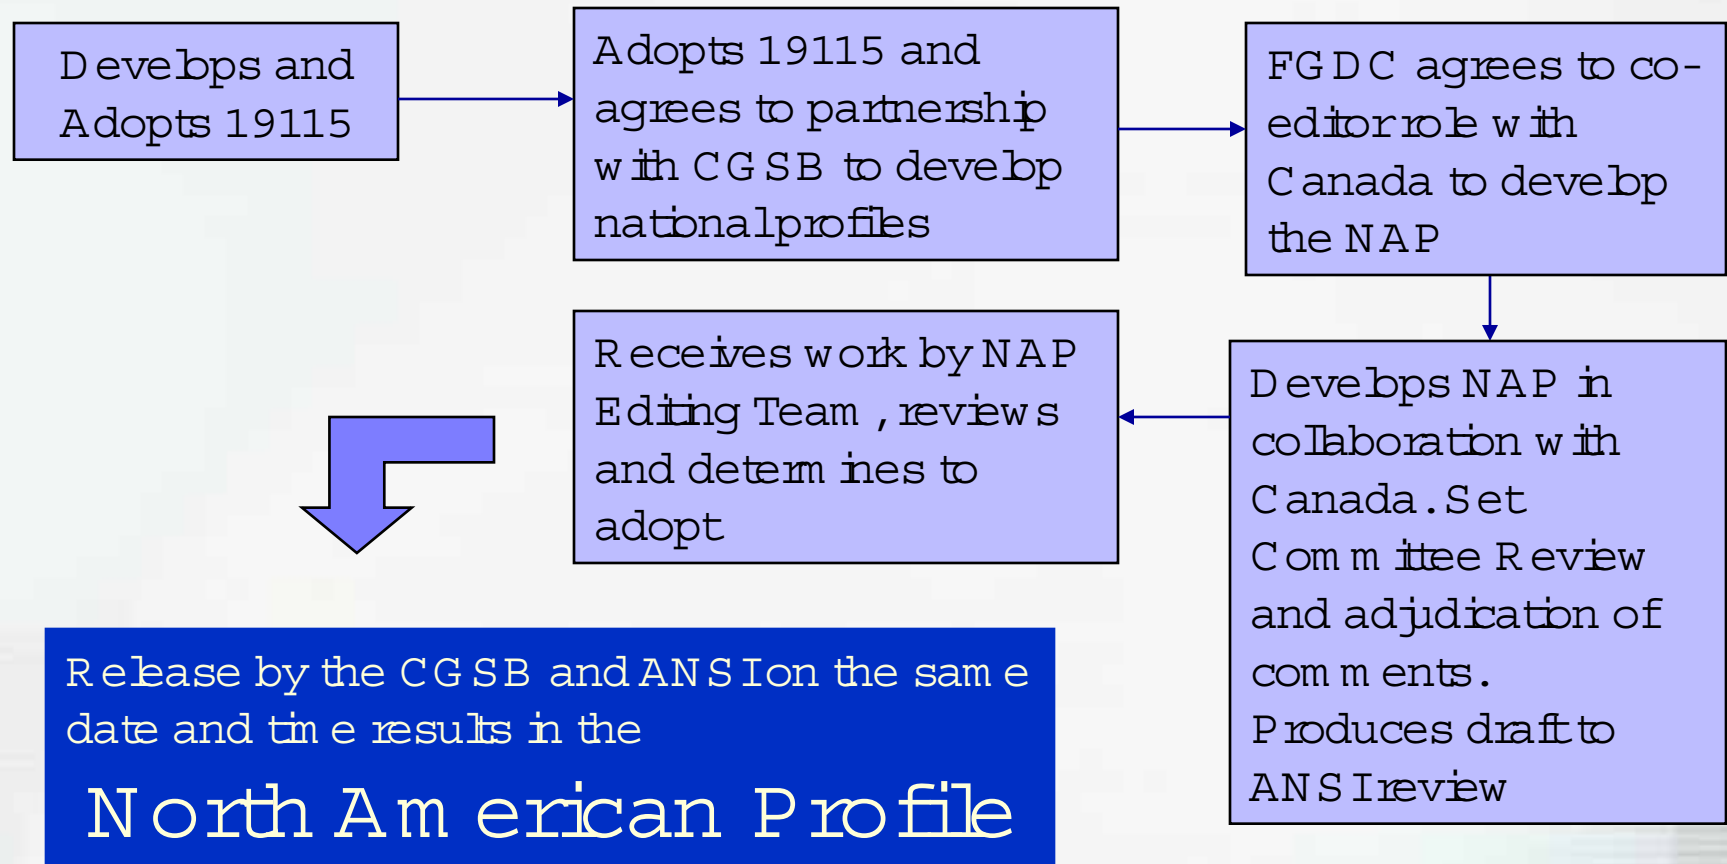 Develops and
Adopts 19115
Adopts 19115 and
agrees to partnership
with CGSB to develop
national profiles
FGDC agrees to co-
editor role with
Canada to develop
the NAP
Develops NAP in
collaboration with
Canada. Set
Committee Review
and adjudication of
comments.
Produces draft to
ANSI review
Receives work by NAP
Editing Team, reviews
and determines to
adopt
Release by the CGSB and ANSI on the same
date and time results in the
North American Profile